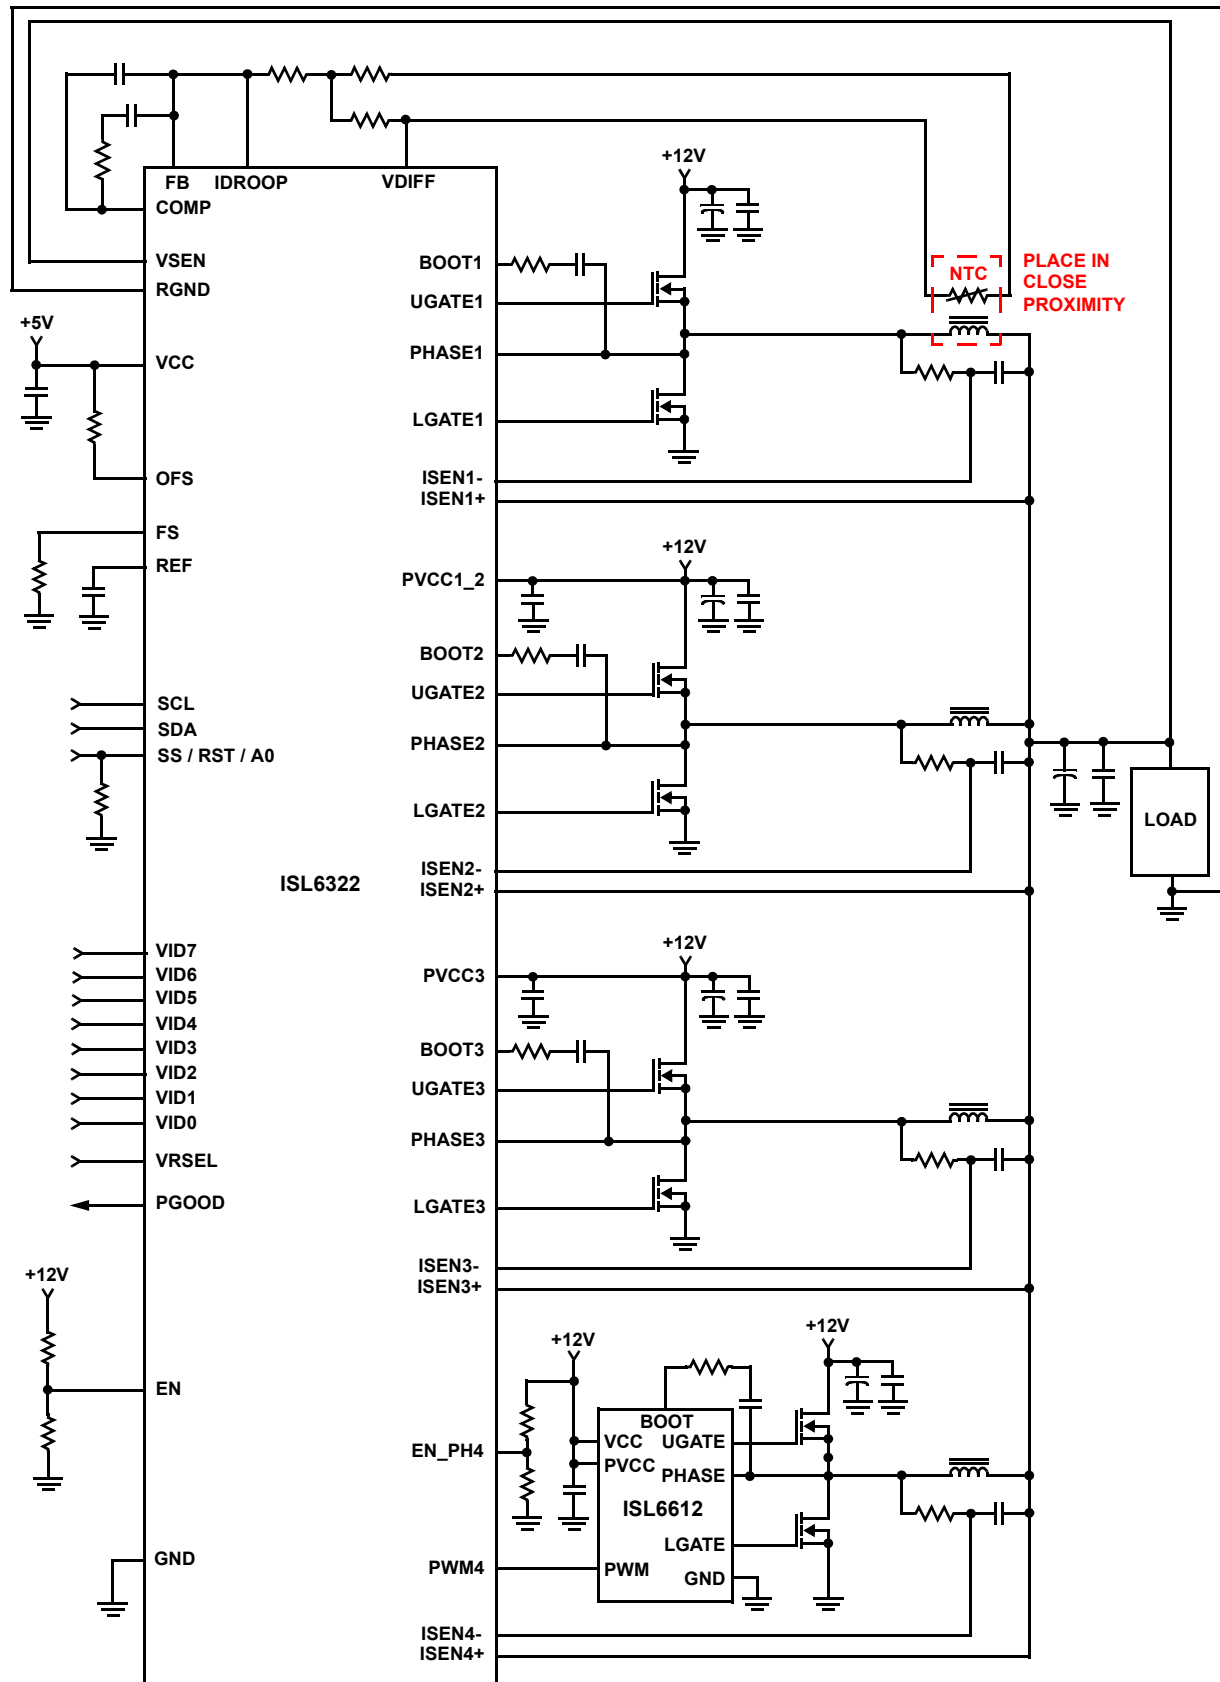 +12V
FB
IDROOP
VDIFF
COMP
VSEN
RGND
+5V
VCC
OFS
FS
REF
SCL
SDA
SS / RST / A0
ISL6322
VID7
VID6
VID5
VID4
VID3
VID2
VID1
VID0
VRSEL
PGOOD
+12V
EN
GND
BOOT1
UGATE1
PHASE1
LGATE1
ISEN1-
ISEN1+
NTC
PLACE IN
CLOSE
PROXIMITY
+12V
PVCC1_2
BOOT2
UGATE2
PHASE2
LGATE2
ISEN2-
ISEN2+
LOAD
+12V
PVCC3
BOOT3
UGATE3
PHASE3
LGATE3
ISEN3-
ISEN3+
+12V
+12V
EN_PH4
BOOT
VCC
UGATE
PVCC
PHASE
ISL6612
LGATE
PWM4
PWM
GND
ISEN4-
ISEN4+